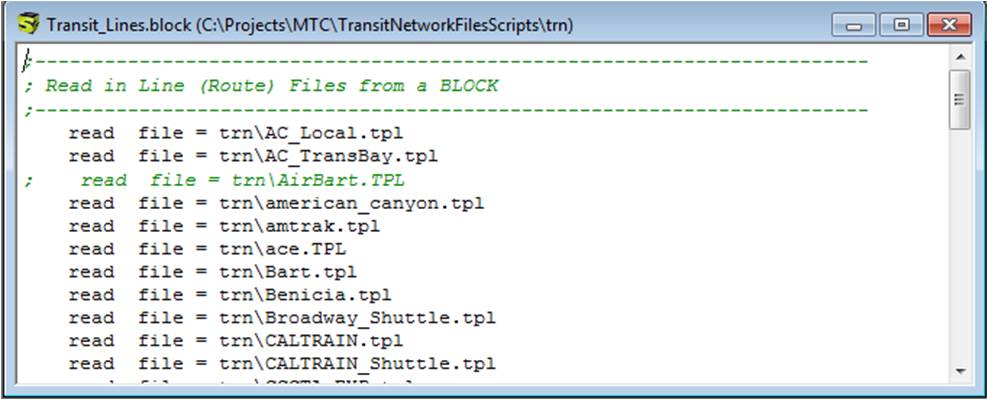 Transit_Lines.block (C:\Projects\MTC\TransitNetworkFilesScripts\trn)
;------------------------------------------------------------------------
; Read in Line (Route) Files from a BLOCK
;------------------------------------------------------------------------
read file = trn\AC_Local.tpl
read file = trn\AC_TransBay.tpl
; read file = trn\AirBart.TPL
read file = trn\american_canyon.tpl
read file = trn\amtrak.tpl
read file = trn\ace.TPL
read file = trn\Bart.tpl
read file = trn\Benicia.tpl
read file = trn\Broadway_Shuttle.tpl
read file = trn\CALTRAIN.tpl
read file = trn\CALTRAIN_Shuttle.tpl